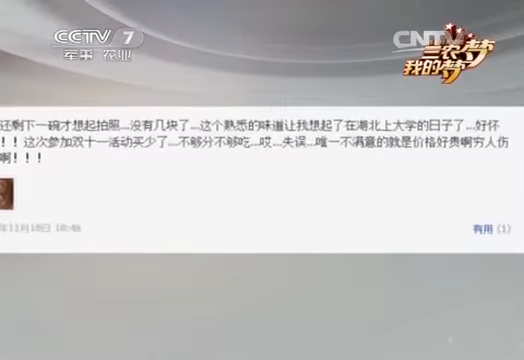 CCTV 7
军事 农业
CNTV
三农梦
我的梦
还剩下一碗才想起拍照...没有几块了...这个熟悉的味道让我想起了在湖北上大学的日子了...好怀
!! 这次参加双十一活动买少了...不够分不够吃...哎...失误...唯一不满意的就是价格好贵啊穷人伤
啊!!!
年11月18日
有用 (1)